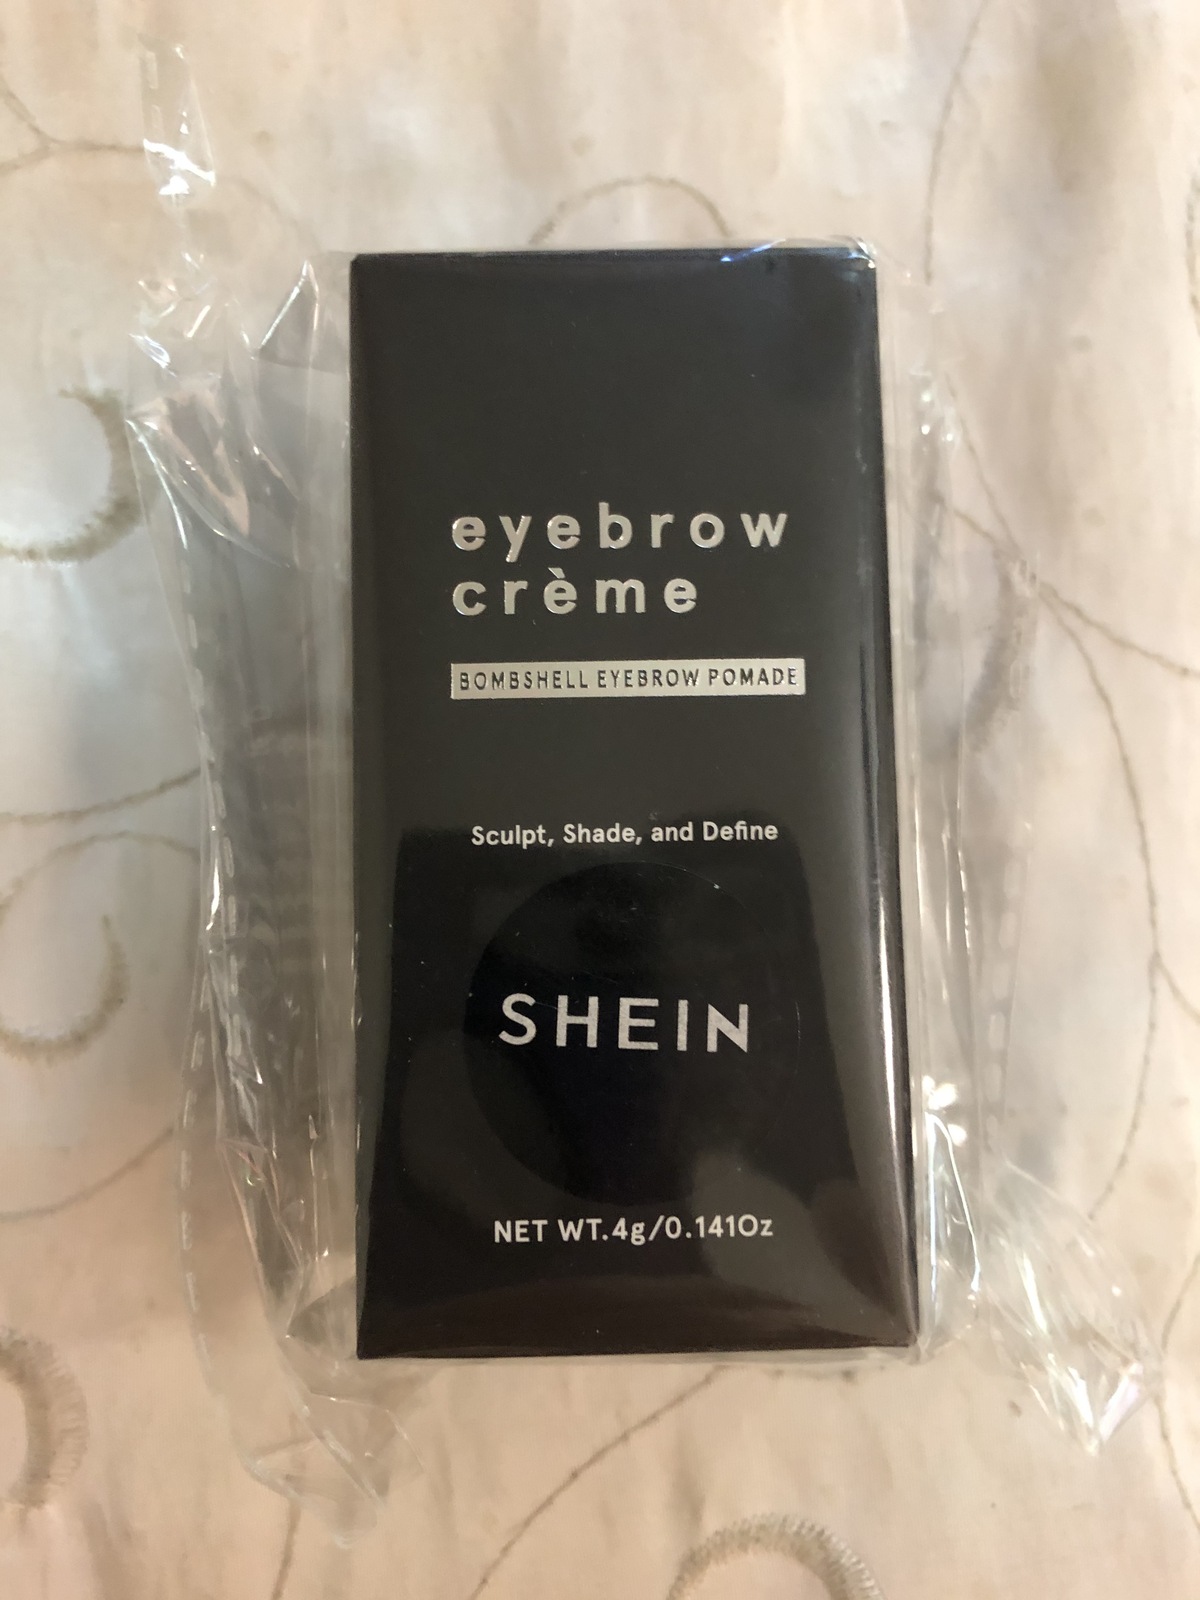 eyebrow
crème
BOMBSHELL EYEBROW POMADE
Sculpt, Shade, and Define
SHEIN
NET WT.4g/0.141Oz